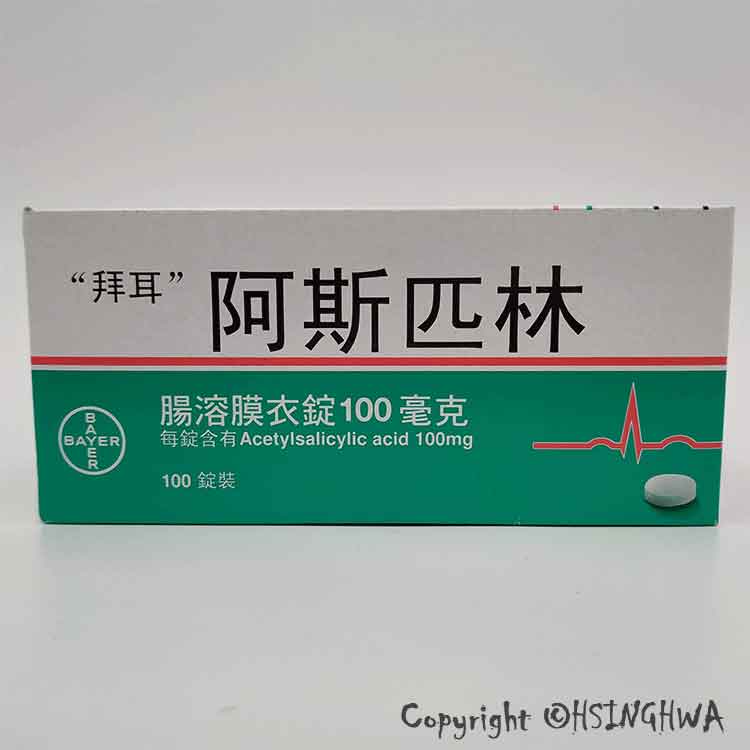 “拜耳” 阿斯匹林
腸溶膜衣錠100毫克
每錠含有Acetylsalicylic acid 100mg
BAYER
BAYER
100 錠裝
Copyright ©HSINGHWA